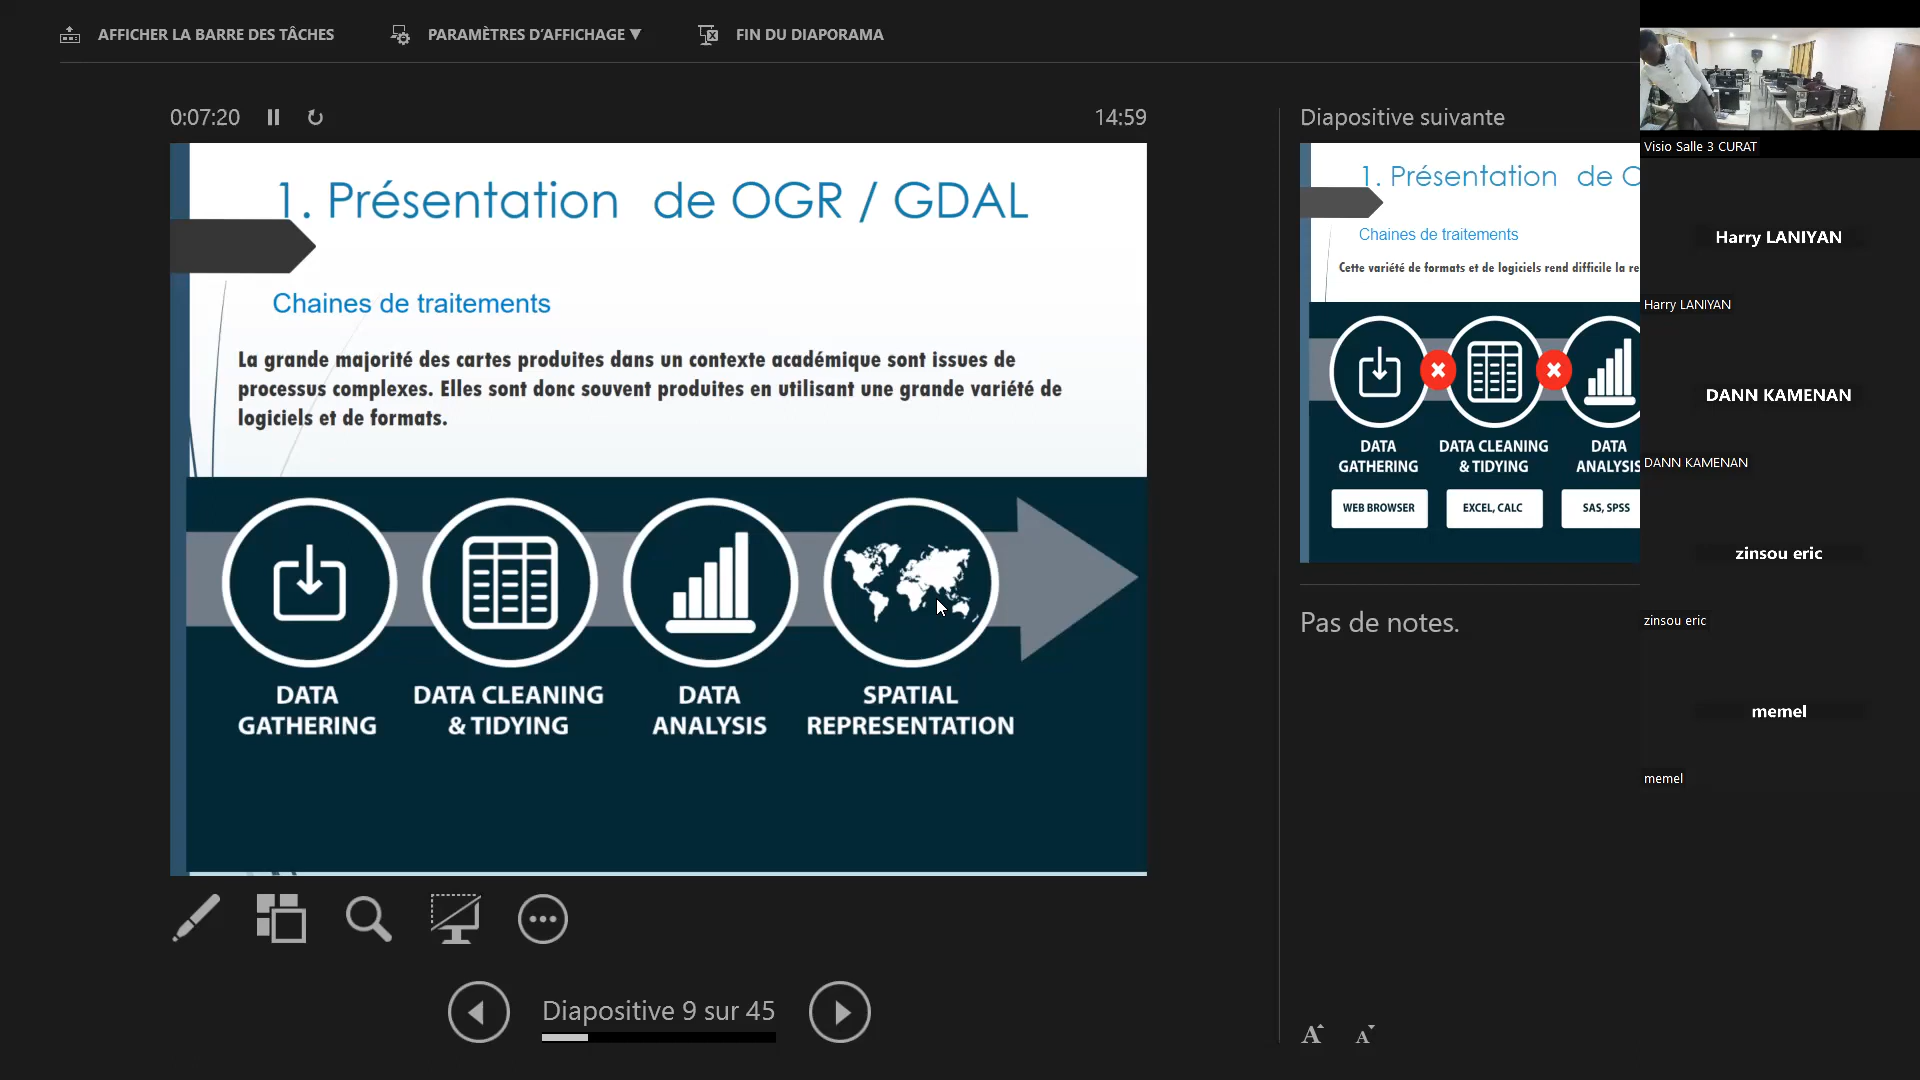 AFFICHER LA BARRE DES TÂCHES
PARAMÈTRES D'AFFICHAGE ▼
FIN DU DIAPORAMA
0:07:20
14:59
1. Présentation de OGR / GDAL
Chaines de traitements
La grande majorité des cartes produites dans un contexte académique sont issues de
processus complexes. Elles sont donc souvent produites en utilisant une grande variété de
logiciels et de formats.
DATA
GATHERING
DATA CLEANING
& TIDYING
DATA
ANALYSIS
SPATIAL
REPRESENTATION
Diapositive 9 sur 45
Diapositive suivante
1. Présentation de
Chaines de traitements
Cette variété de formats et de logiciels rend difficile la re
DATA
GATHERING
DATA CLEANING
& TIDYING
DATA
ANALYSIS
WEB BROWSER
EXCEL, CALC
SAS, SPSS
Pas de notes.
A
A
Visio Salle 3 CURAT
Harry LANIYAN
Harry LANIYAN
DANN KAMENAN
DANN KAMENAN
zinsou eric
zinsou eric
memel
memel